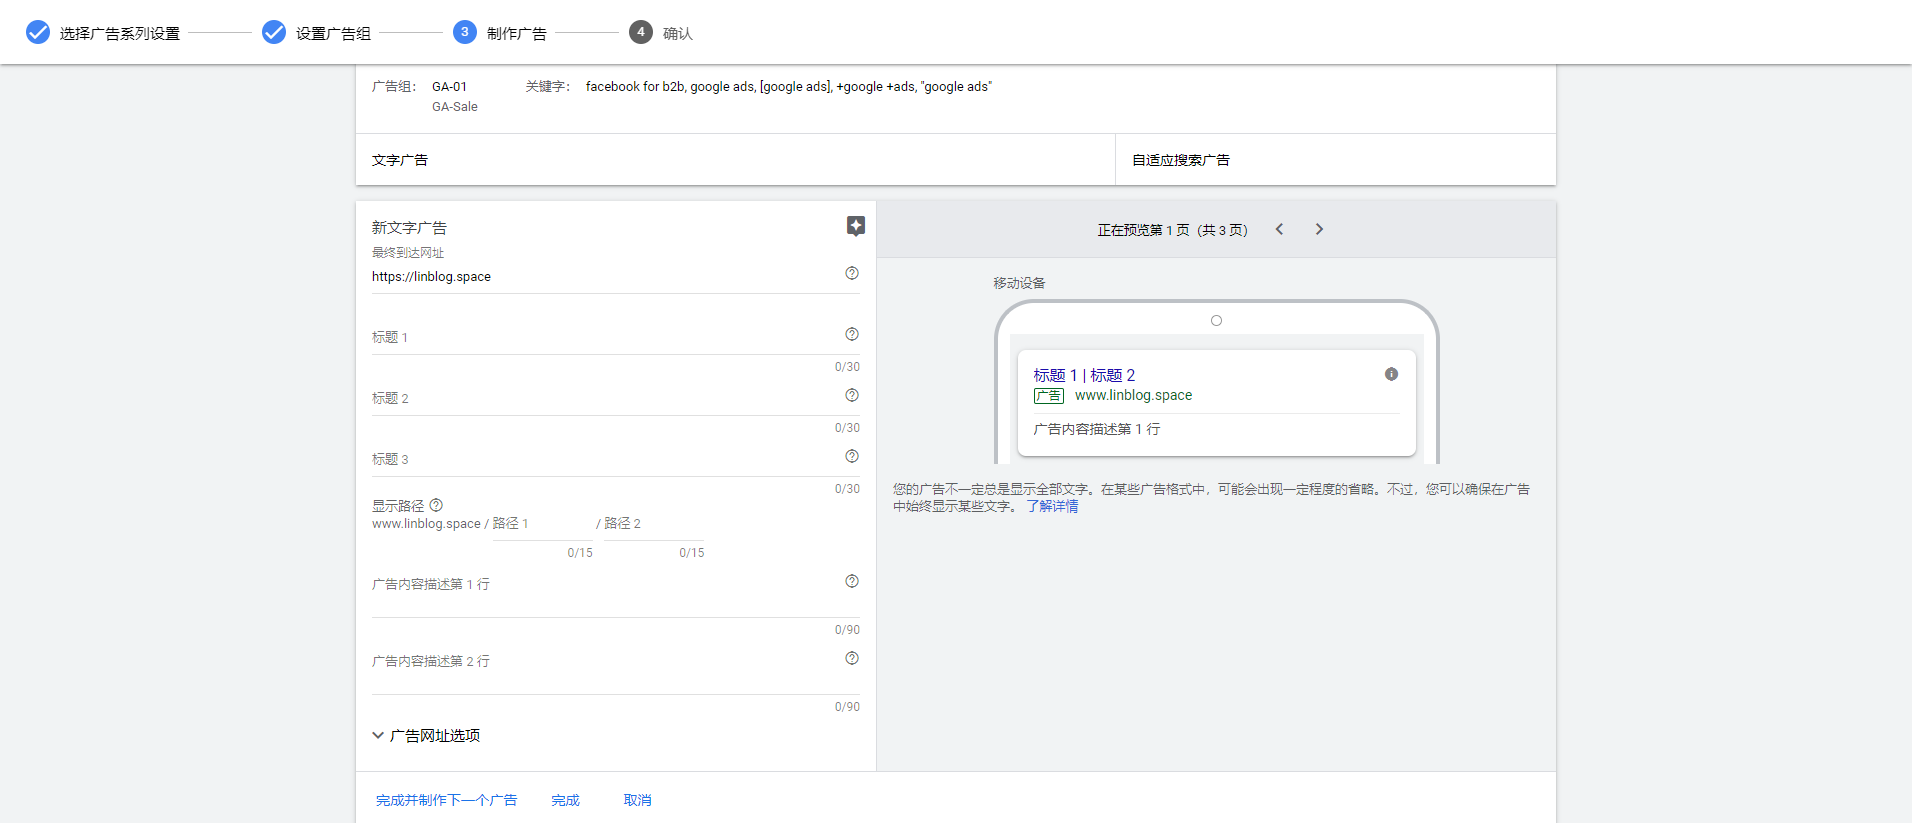 选择广告系列设置 设置广告组 3 制作广告 4 确认
广告组： GA-01 关键字： facebook for b2b, google ads, [google ads], +google +ads, "google ads"
GA-Sale
文字广告 自适应搜索广告
新文字广告
最终到达网址
https://linblog.space
标题 1
0/30
标题 2
0/30
标题 3
0/30
显示路径
www.linblog.space / 路径 1 / 路径 2
0/15 0/15
广告内容描述第 1 行
0/90
广告内容描述第 2 行
0/90
广告网址选项
正在预览第 1 页（共 3 页）
移动设备
标题 1 | 标题 2
广告 www.linblog.space
广告内容描述第 1 行
您的广告不一定总是显示全部文字。在某些广告格式中，可能会出现一定程度的省略。不过，您可以确保在广告
中始终显示某些文字。 了解详情
完成并制作下一个广告 完成 取消